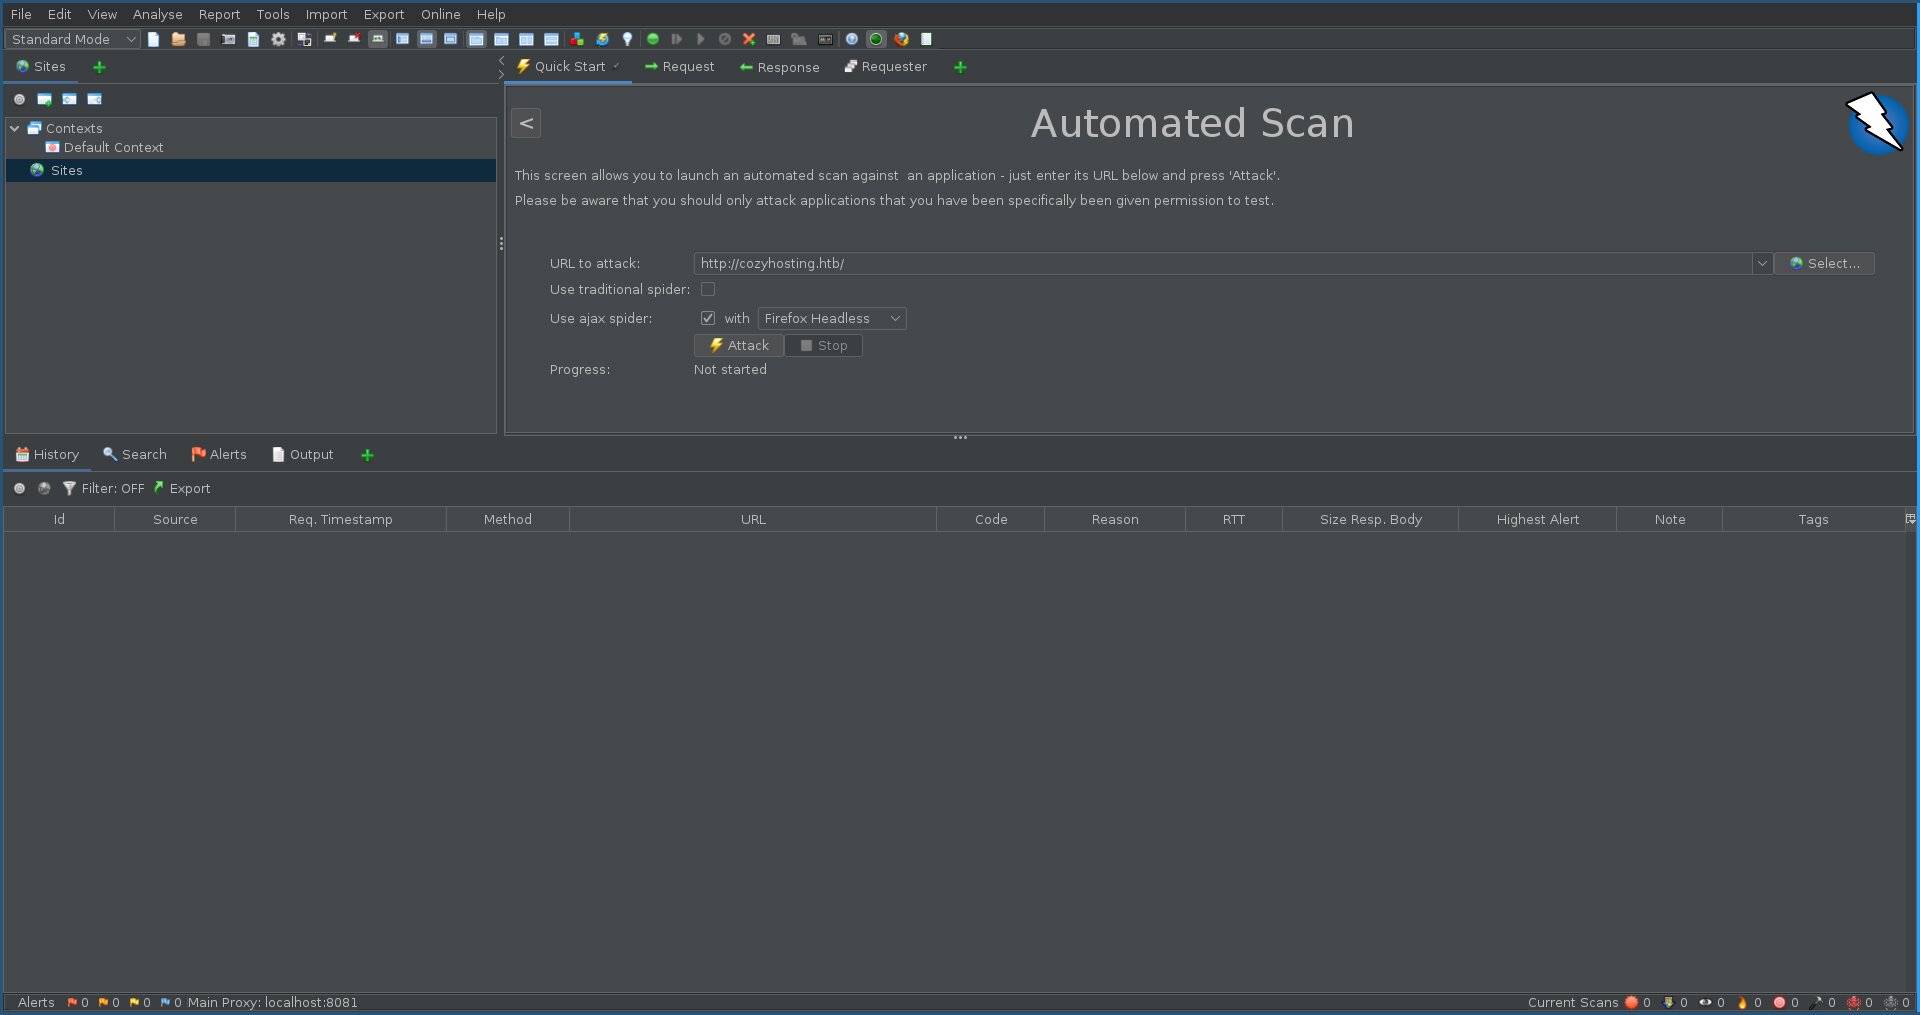 File Edit View Analyse Report Tools Import Export Online Help
Standard Mode
Sites
Quick Start Request Response Requester
Contexts
Default Context
Sites
<
Automated Scan
This screen allows you to launch an automated scan against  an application - just enter its URL below and press 'Attack'.
Please be aware that you should only attack applications that you have been specifically been given permission to test.
URL to attack: http://cozyhosting.htb/ Select...
Use traditional spider:
Use ajax spider: with Firefox Headless
Attack Stop
Progress: Not started
History Search Alerts Output
Filter: OFF Export
Id Source Req. Timestamp Method URL Code Reason RTT Size Resp. Body Highest Alert Note Tags
Alerts 0 0 0 0 Main Proxy: localhost:8081 Current Scans 0 0 0 0 0 0 0 0